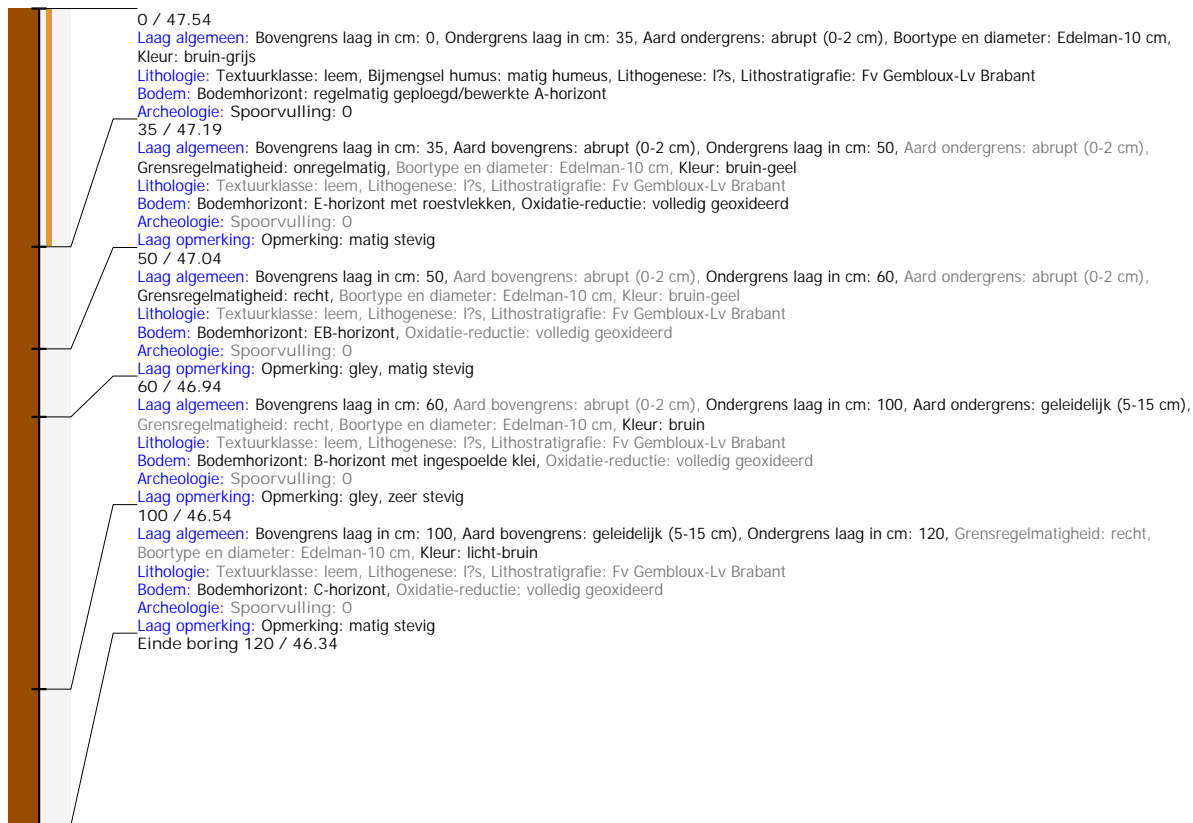 0 / 47.54
Laag algemeen: Bovengrens laag in cm: 0, Ondergrens laag in cm: 35, Aard ondergrens: abrupt (0-2 cm), Boortype en diameter: Edelman-10 cm,
Kleur: bruin-grijs
Lithologie: Textuurklasse: leem, Bijmengsel humus: matig humeus, Lithogenese: l?s, Lithostratigrafie: Fv Gembloux-Lv Brabant
Bodem: Bodemhorizont: regelmatig geploegd/bewerkte A-horizont
Archeologie: Spoorvulling: 0
35 / 47.19
Laag algemeen: Bovengrens laag in cm: 35, Aard bovengrens: abrupt (0-2 cm), Ondergrens laag in cm: 50, Aard ondergrens: abrupt (0-2 cm),
Grensregelmatigheid: onregelmatig, Boortype en diameter: Edelman-10 cm, Kleur: bruin-geel
Lithologie: Textuurklasse: leem, Lithogenese: l?s, Lithostratigrafie: Fv Gembloux-Lv Brabant
Bodem: Bodemhorizont: E-horizont met roestvlekken, Oxidatie-reductie: volledig geoxideerd
Archeologie: Spoorvulling: 0
Laag opmerking: Opmerking: matig stevig
50 / 47.04
Laag algemeen: Bovengrens laag in cm: 50, Aard bovengrens: abrupt (0-2 cm), Ondergrens laag in cm: 60, Aard ondergrens: abrupt (0-2 cm),
Grensregelmatigheid: recht, Boortype en diameter: Edelman-10 cm, Kleur: bruin-geel
Lithologie: Textuurklasse: leem, Lithogenese: l?s, Lithostratigrafie: Fv Gembloux-Lv Brabant
Bodem: Bodemhorizont: EB-horizont, Oxidatie-reductie: volledig geoxideerd
Archeologie: Spoorvulling: 0
Laag opmerking: Opmerking: gley, matig stevig
60 / 46.94
Laag algemeen: Bovengrens laag in cm: 60, Aard bovengrens: abrupt (0-2 cm), Ondergrens laag in cm: 100, Aard ondergrens: geleidelijk (5-15 cm),
Grensregelmatigheid: recht, Boortype en diameter: Edelman-10 cm, Kleur: bruin
Lithologie: Textuurklasse: leem, Lithogenese: l?s, Lithostratigrafie: Fv Gembloux-Lv Brabant
Bodem: Bodemhorizont: B-horizont met ingespoelde klei, Oxidatie-reductie: volledig geoxideerd
Archeologie: Spoorvulling: 0
Laag opmerking: Opmerking: gley, zeer stevig
100 / 46.54
Laag algemeen: Bovengrens laag in cm: 100, Aard bovengrens: geleidelijk (5-15 cm), Ondergrens laag in cm: 120, Grensregelmatigheid: recht,
Boortype en diameter: Edelman-10 cm, Kleur: licht-bruin
Lithologie: Textuurklasse: leem, Lithogenese: l?s, Lithostratigrafie: Fv Gembloux-Lv Brabant
Bodem: Bodemhorizont: C-horizont, Oxidatie-reductie: volledig geoxideerd
Archeologie: Spoorvulling: 0
Laag opmerking: Opmerking: matig stevig
Einde boring 120 / 46.34